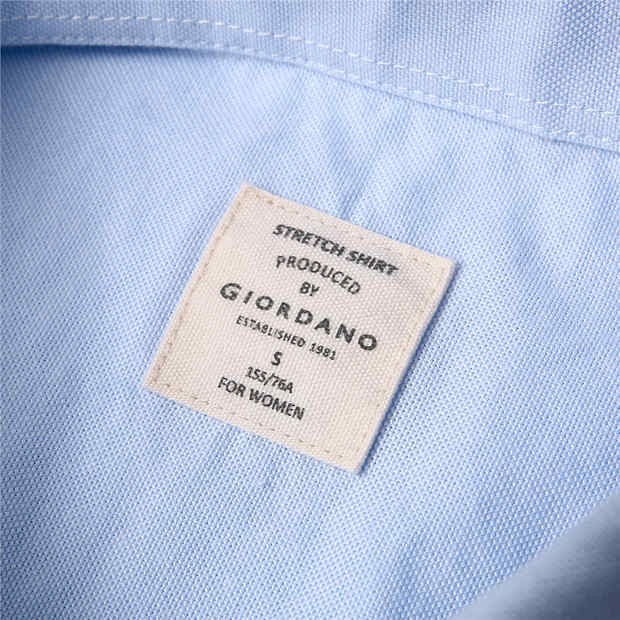 STRETCH SHIRT
PRODUCED
BY
GIORDANO
ESTABLISHED 1981
S
155/76A
FOR WOMEN